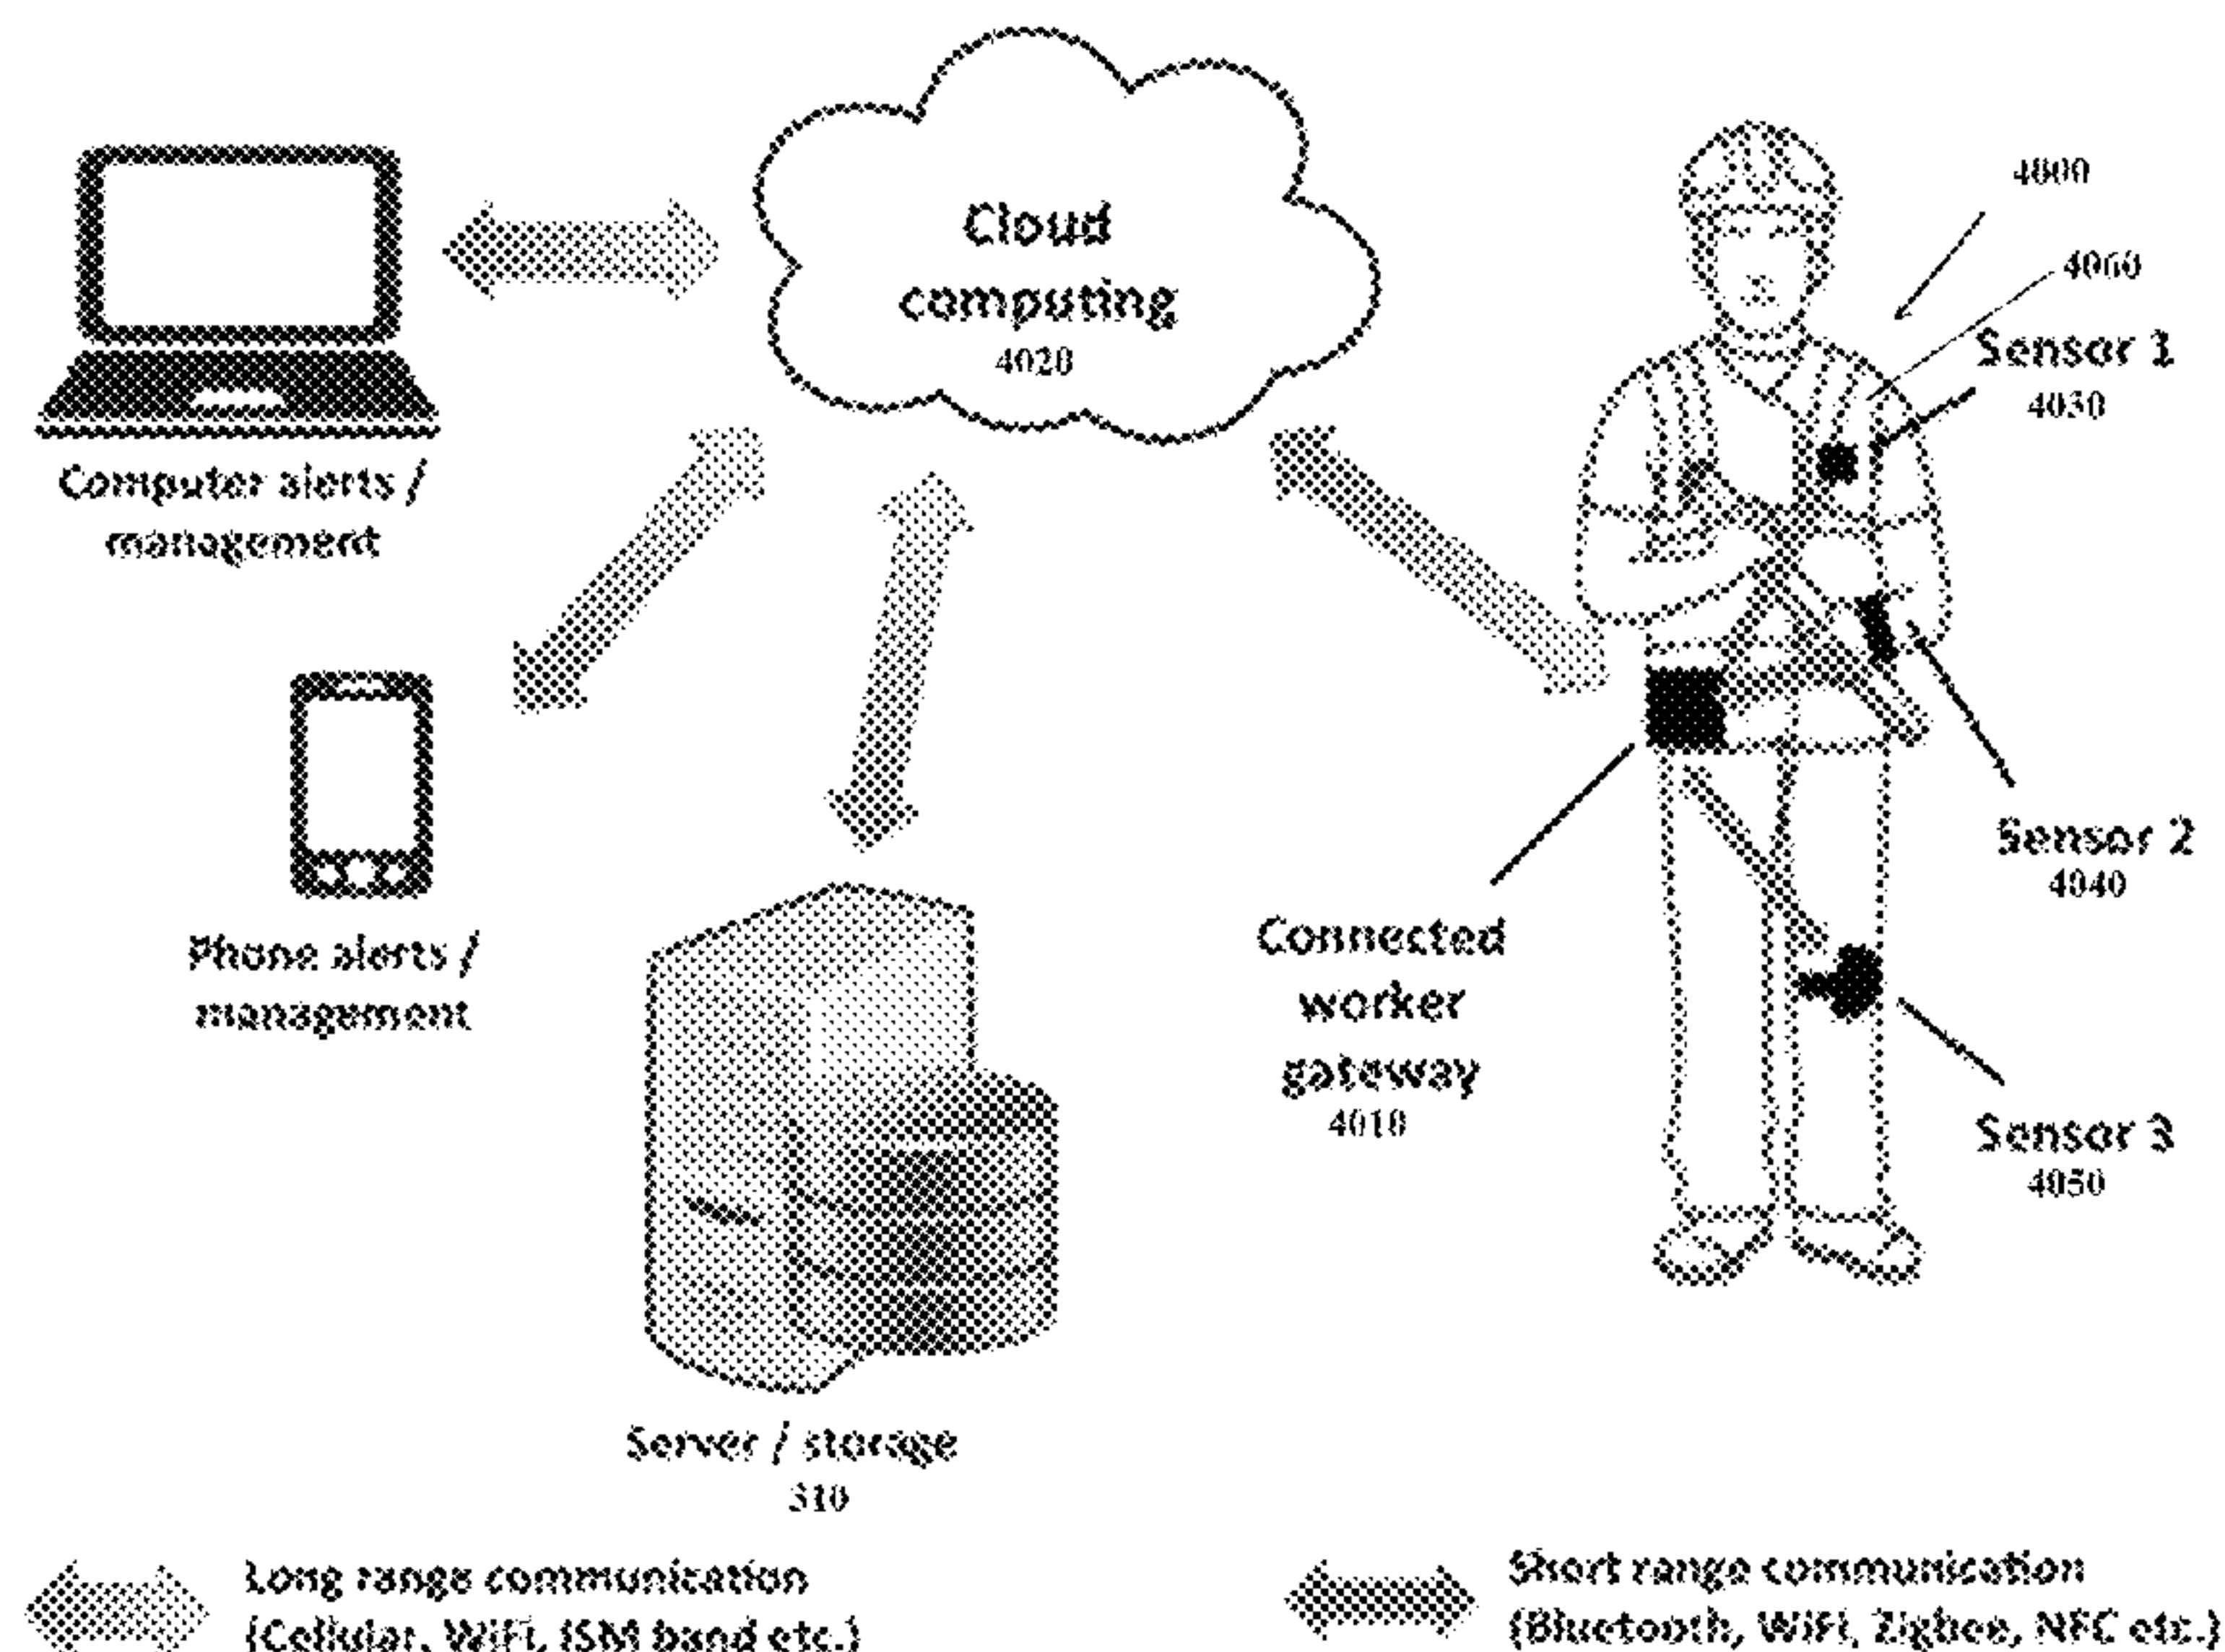 Cloud
computing
4020
4000
4060
Sensor 1
4030
Computer alerts /
management
Sensor 2
4040
Phone alerts /
management
Connected
worker
gateway
4010
Sensor 3
4050
Server / storage
310
Long range communication
(Cellular, WiFi, ISM band etc.)
Short range communication
(Bluetooth, WiFi, Zigbee, NFC etc.)